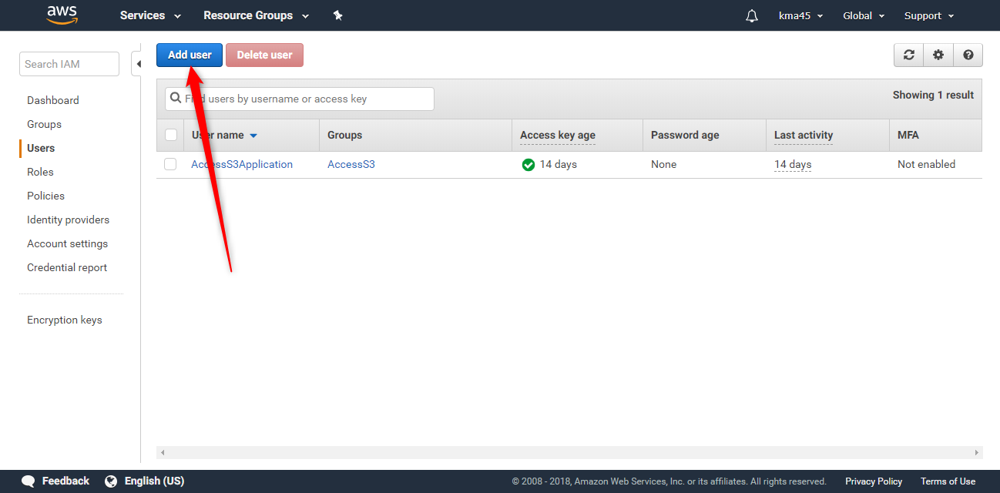 aws Services Resource Groups kma45 Global Support
Search IAM
Dashboard
Groups
Users
Roles
Policies
Identity providers
Account settings
Credential report
Encryption keys
Add user Delete user
Find users by username or access key
Showing 1 result
User name Groups Access key age Password age Last activity MFA
AccessS3Application AccessS3 14 days None 14 days Not enabled
Feedback English (US) © 2008 - 2018, Amazon Web Services, Inc. or its affiliates. All rights reserved. Privacy Policy Terms of Use